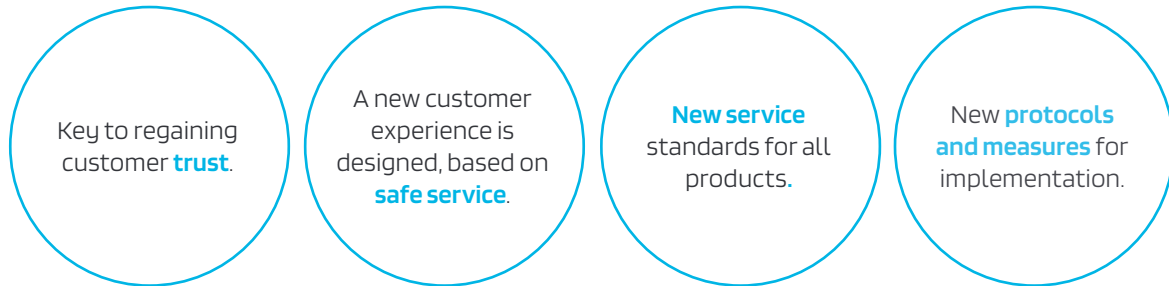 Key to regaining
customer trust.
A new customer
experience is
designed, based on
safe service.
New service
standards for all
products.
New protocols
and measures for
implementation.